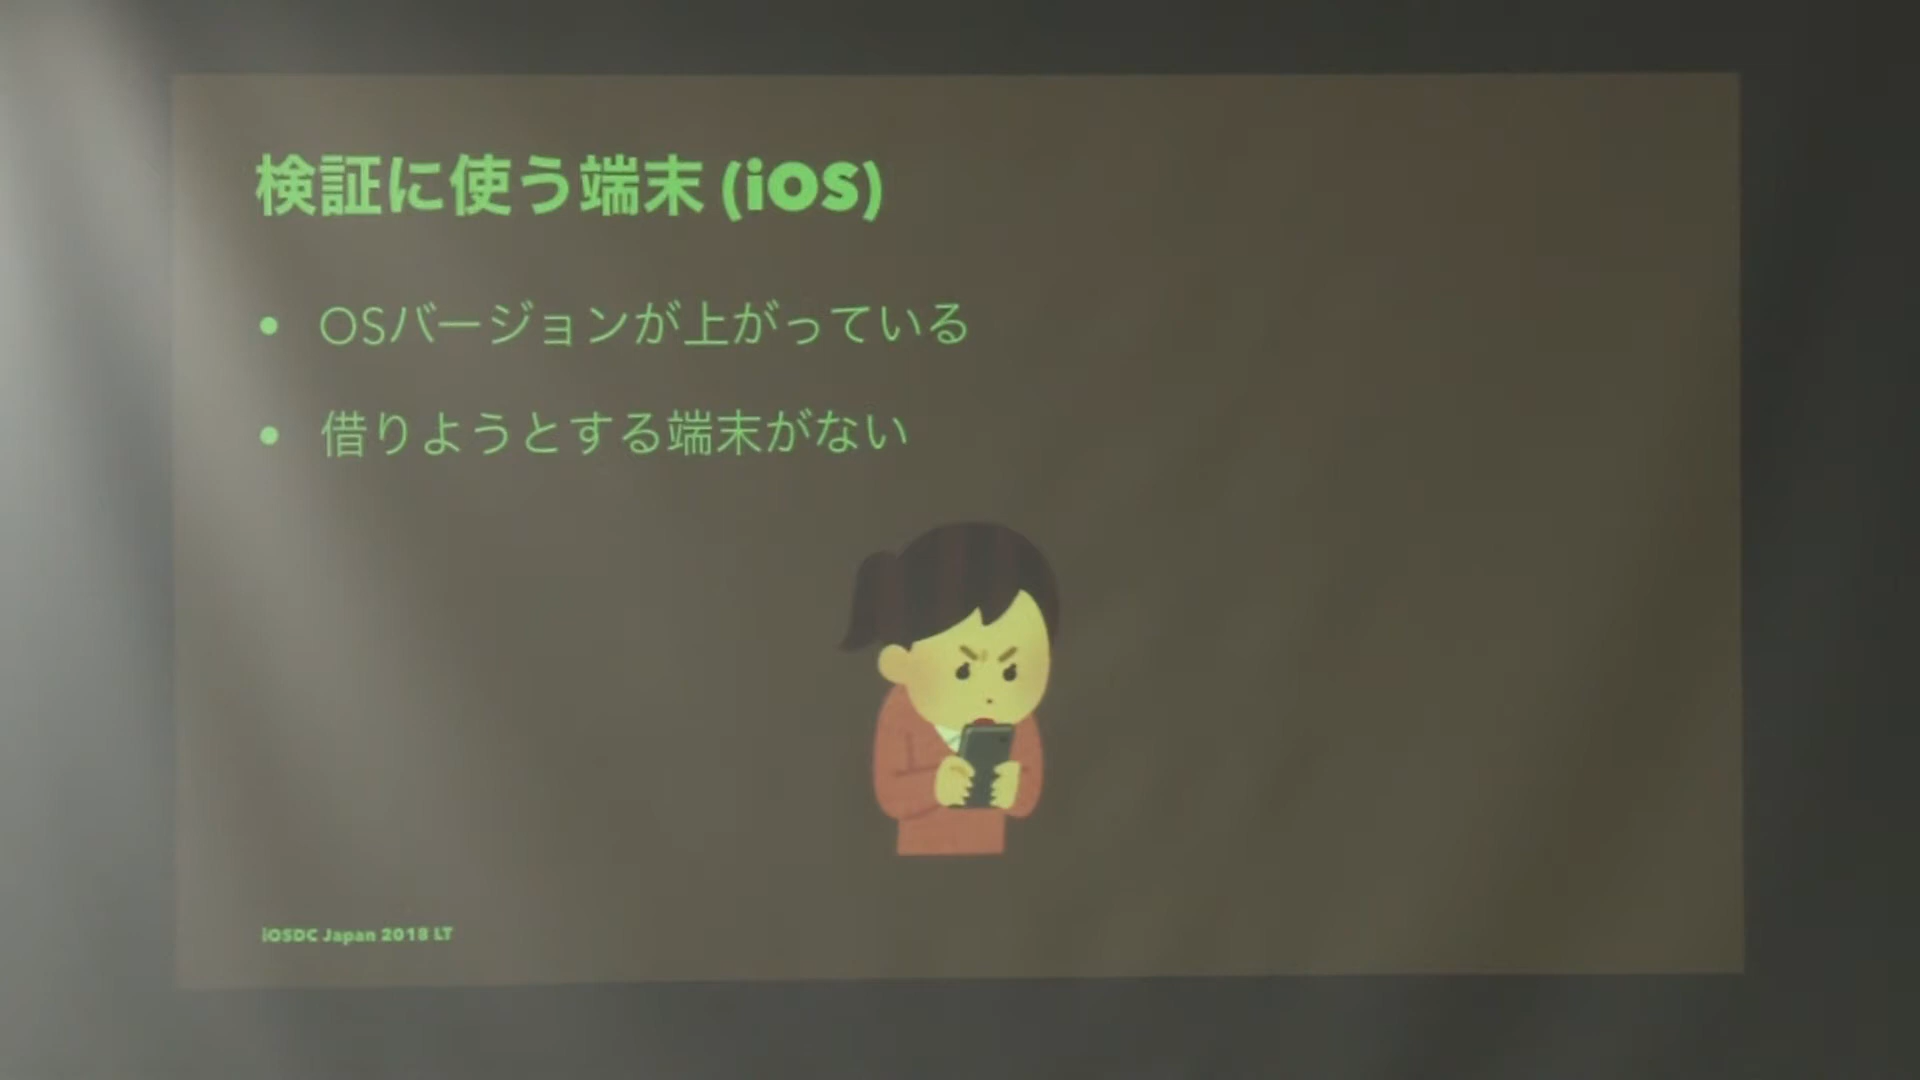 検証に使う端末 (iOS)
• OSバージョンが上がっている
• 借りようとする端末がない
iOSDC Japan 2018 LT